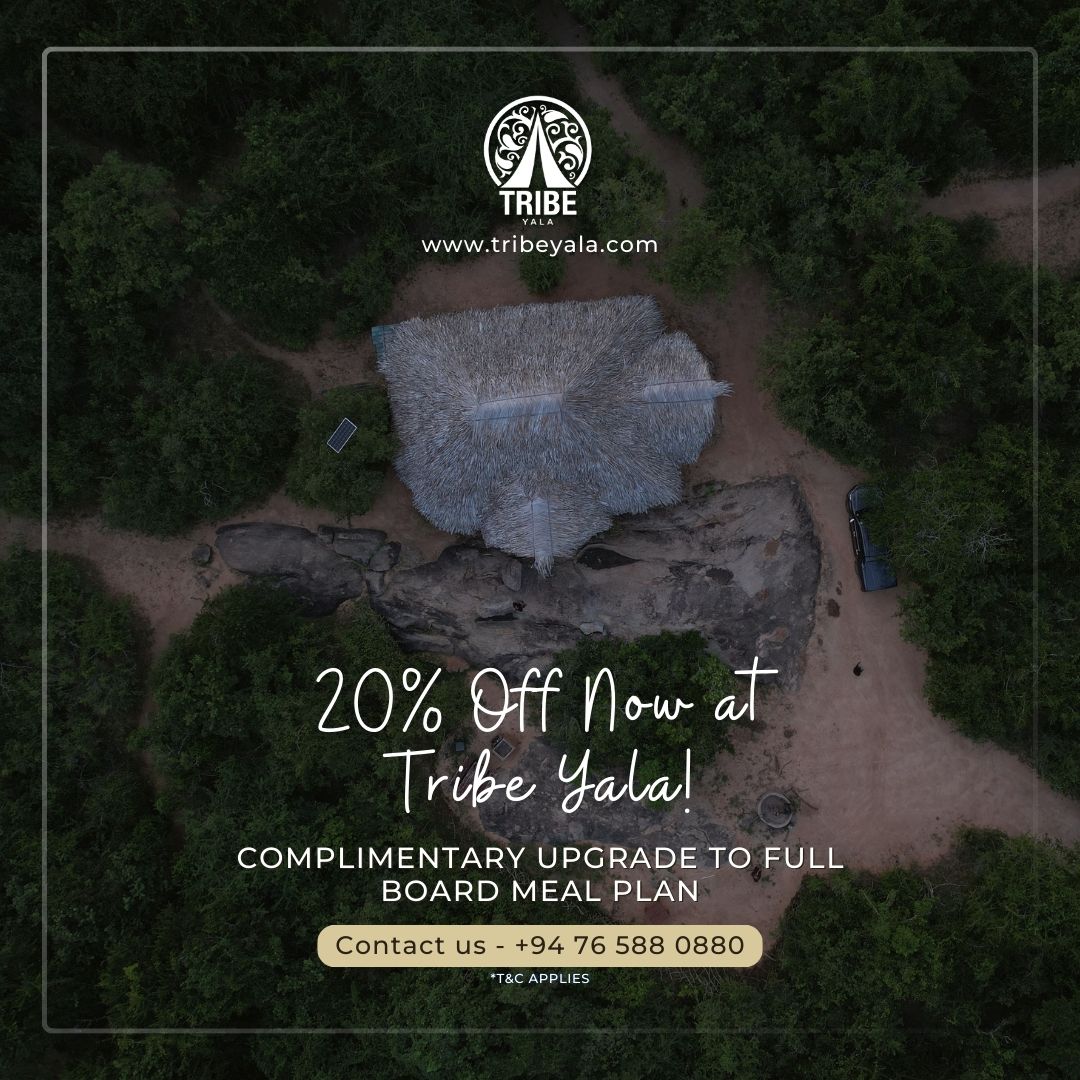 TRIBE
YALA
www.tribeyala.com
20% Off Now at
Tribe Yala!
COMPLIMENTARY UPGRADE TO FULL
BOARD MEAL PLAN
Contact us - +94 76 588 0880
*T&C APPLIES